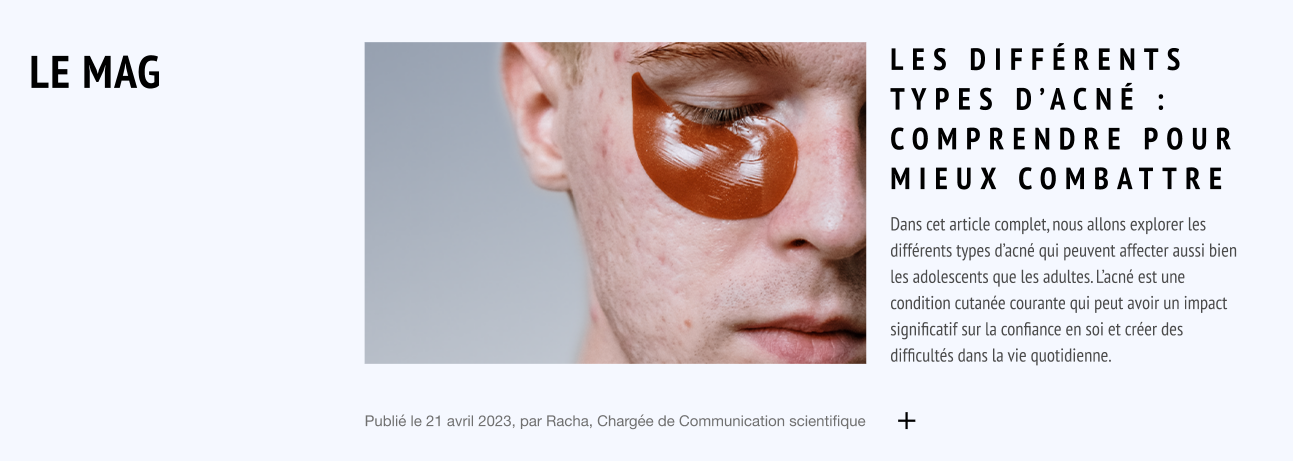 LE MAG
LES DIFFÉRENTS
TYPES D’ACNÉ :
COMPRENDRE POUR
MIEUX COMBATTRE
Dans cet article complet, nous allons explorer les
différents types d’acné qui peuvent affecter aussi bien
les adolescents que les adultes. L’acné est une
condition cutanée courante qui peut avoir un impact
significatif sur la confiance en soi et créer des
difficultés dans la vie quotidienne.
Publié le 21 avril 2023, par Racha, Chargée de Communication scientifique
+